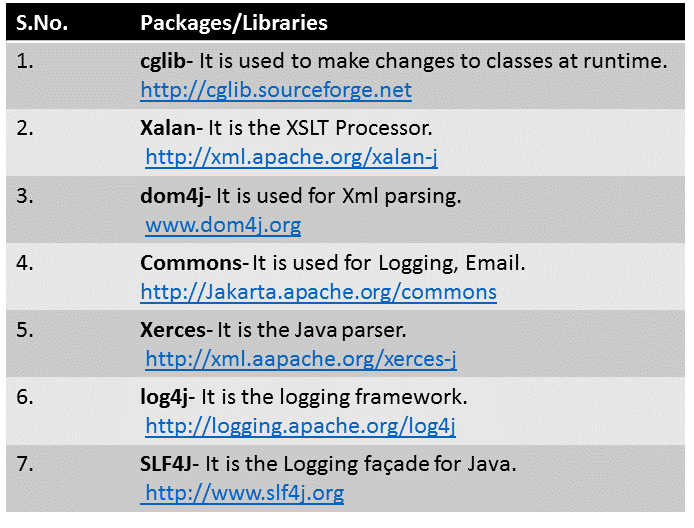 S.No. Packages/Libraries
1. cglib- It is used to make changes to classes at runtime.
http://cglib.sourceforge.net
2. Xalan- It is the XSLT Processor.
http://xml.apache.org/xalan-j
3. dom4j- It is used for Xml parsing.
www.dom4j.org
4. Commons- It is used for Logging, Email.
http://Jakarta.apache.org/commons
5. Xerces- It is the Java parser.
http://xml.aapache.org/xerces-j
6. log4j- It is the logging framework.
http://logging.apache.org/log4j
7. SLF4J- It is the Logging façade for Java.
http://www.slf4j.org